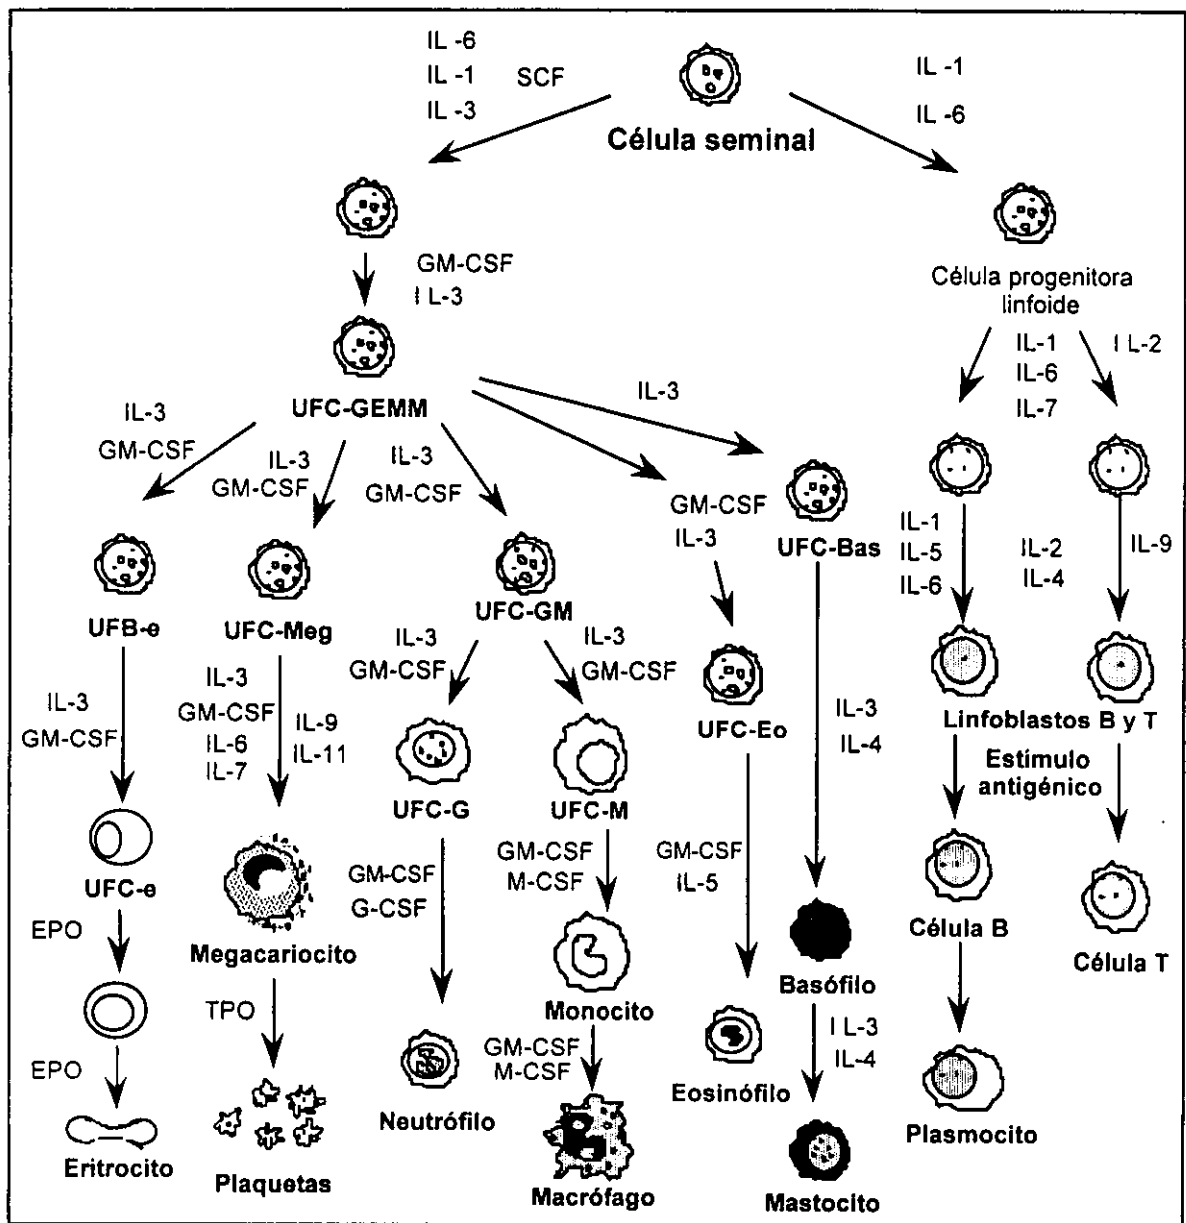 IL -6
IL -1
SCF
IL -3
IL -1
IL -6
Célula seminal
GM-CSF
I L-3
Célula progenitora
linfoide
UFC-GEMM
IL-1
I L-2
IL-6
IL-7
IL-3
GM-CSF
IL-3
GM-CSF
IL-3
GM-CSF
IL-3
GM-CSF
IL-3
UFC-Bas
IL-1
IL-5
IL-6
IL-2
IL-4
IL-9
UFB-e
UFC-Meg
UFC-GM
IL-3
GM-CSF
IL-3
GM-CSF
UFC-Eo
Linfoblastos B y T
IL-3
GM-CSF
IL-3
GM-CSF
IL-6
IL-7
IL-9
IL-11
IL-3
IL-4
Estímulo
antigénico
UFC-G
UFC-M
UFC-e
GM-CSF
G-CSF
GM-CSF
M-CSF
GM-CSF
IL-5
EPO
Megacariocito
Monocito
Basófilo
Célula B
Célula T
TPO
GM-CSF
M-CSF
I L-3
IL-4
EPO
Neutrófilo
Eosinófilo
Plasmocito
Eritrocito
Plaquetas
Macrófago
Mastocito